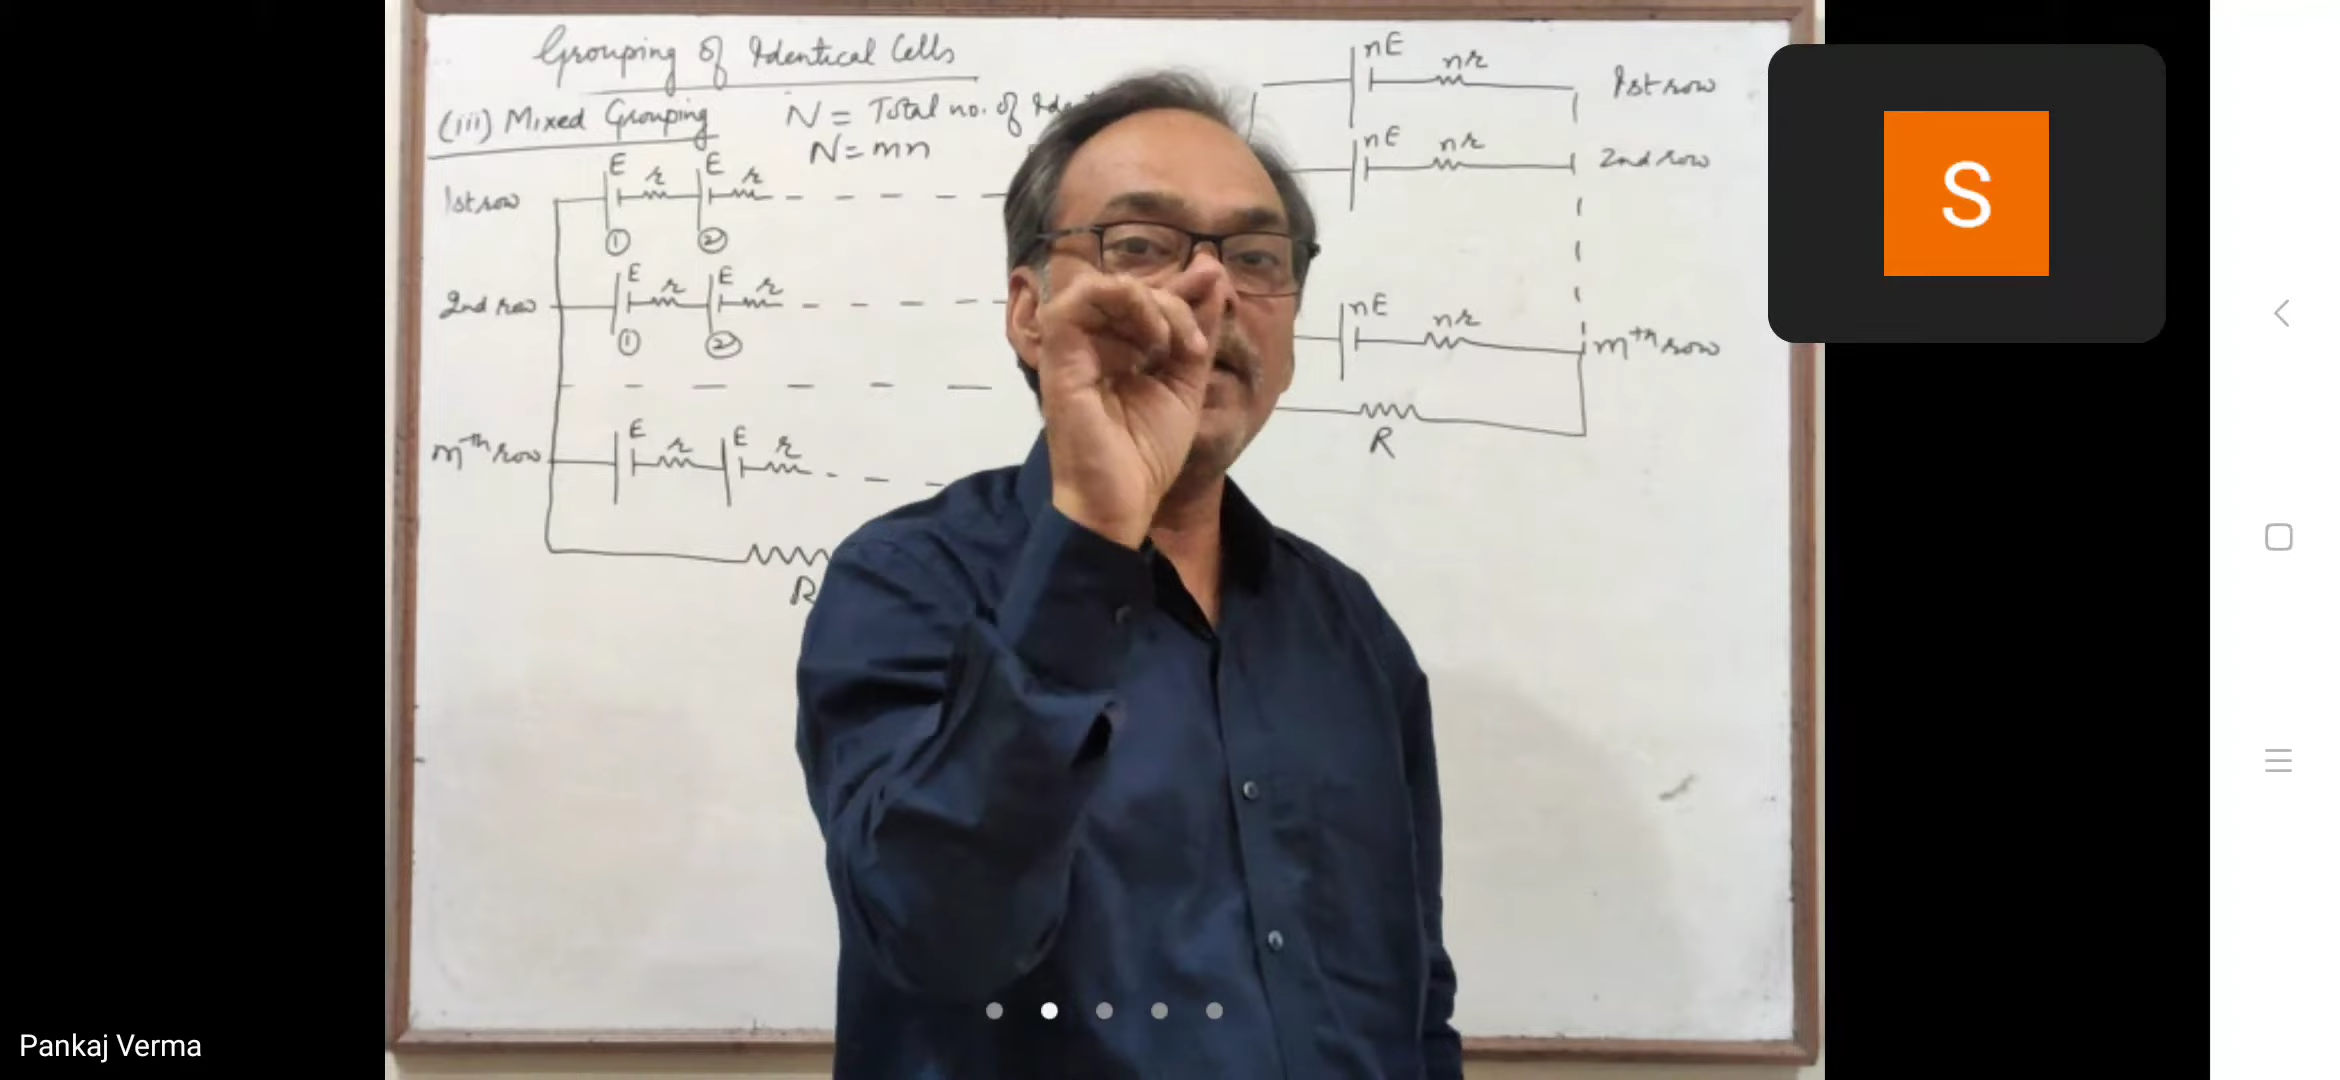 Grouping of Identical Cells
(iii) Mixed Grouping
N = Total no. of
N = mn
1st row
E r E r
① ②
2nd row
E r E r
① ②
mth row
E r E r
R
nE nr 1st row
nE nr 2nd row
nE nr mth row
R
S
Pankaj Verma